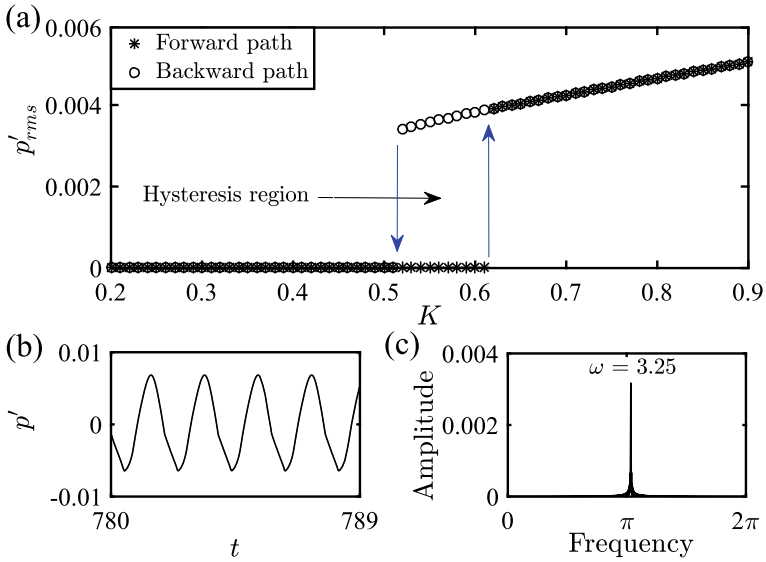 (a)
0.006
✱ Forward path
○ Backward path
0.004
p′rms
Hysteresis region
0.002
0
0.2 0.3 0.4 0.5 0.6 0.7 0.8 0.9
K
(b)
0.01
p′
0
-0.01
780 789
t
(c)
0.004
ω = 3.25
Amplitude
0.002
0
0 π 2π
Frequency